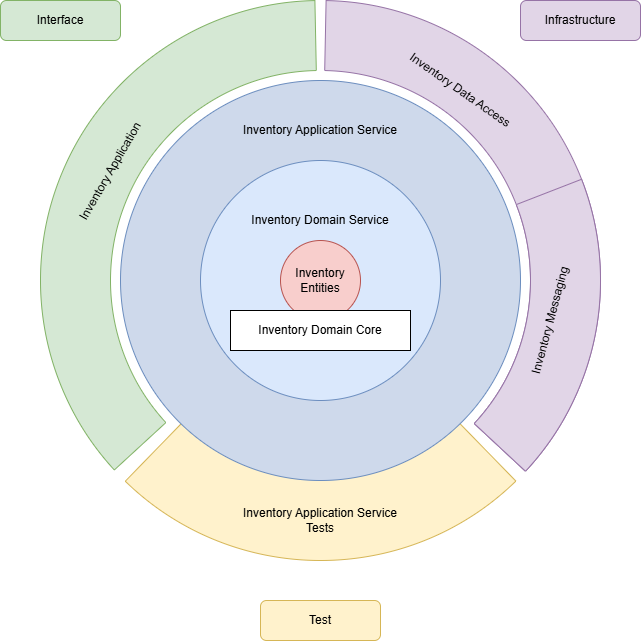 Interface
Infrastructure
Inventory Application
Inventory Data Access
Inventory Application Service
Inventory Domain Service
Inventory
Entities
Inventory Domain Core
Inventory Messaging
Inventory Application Service
Tests
Test